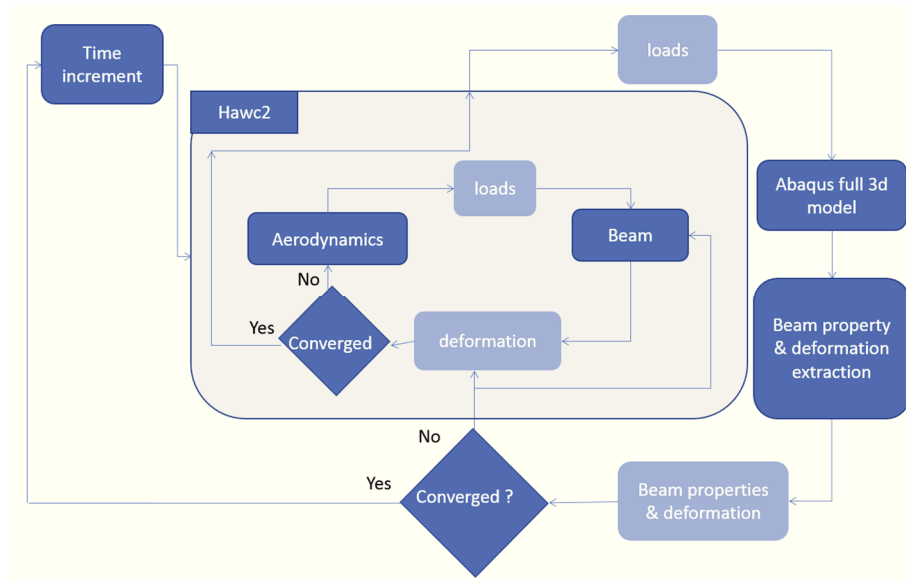 Time
increment
loads
Hawc2
loads
Abaqus full 3d
model
Aerodynamics
Beam
No
Yes
Converged
deformation
Beam property
& deformation
extraction
No
Yes
Converged ?
Beam properties
& deformation